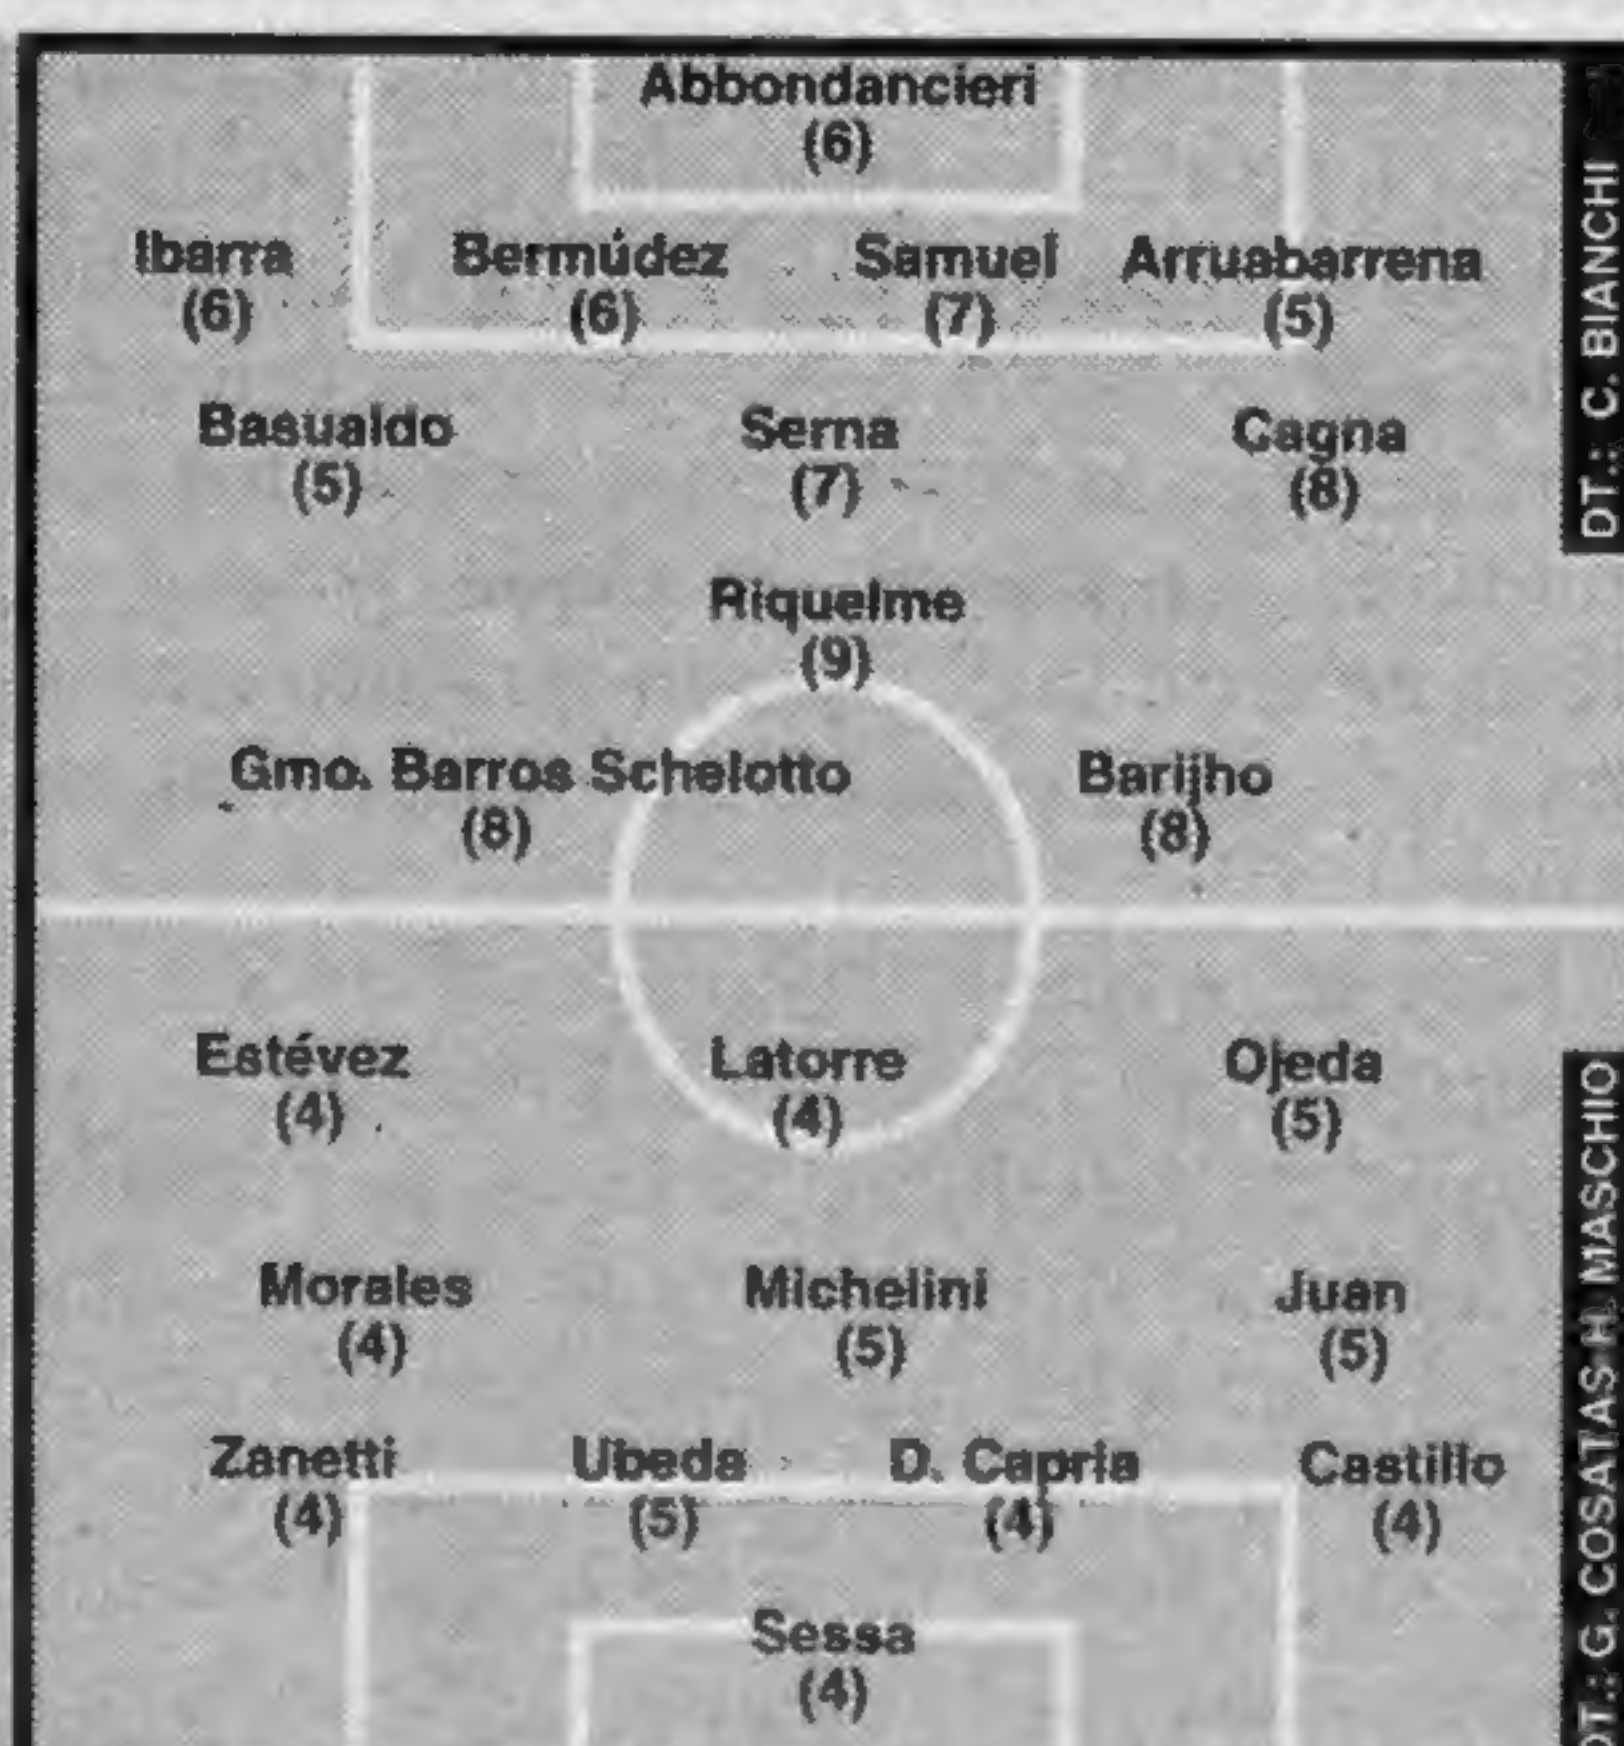 Abbondancieri
(6)
Ibarra Bermúdez Samuel Arruabarrena
(6) (6) (7) (5)
Basualdo Serna Cagna
(5) (7) (8)
Riquelme
(9)
Gmo. Barros Schelotto Barijho
(8) (8)
DT.: C. BIANCHI
Estévez Latorre Ojeda
(4) (4) (5)
Morales Michelini Juan
(4) (5) (5)
Zanetti Ubeda D. Capria Castillo
(4) (5) (4) (4)
Sessa
(4)
DT.: G. COSATAS H. MASCHIO